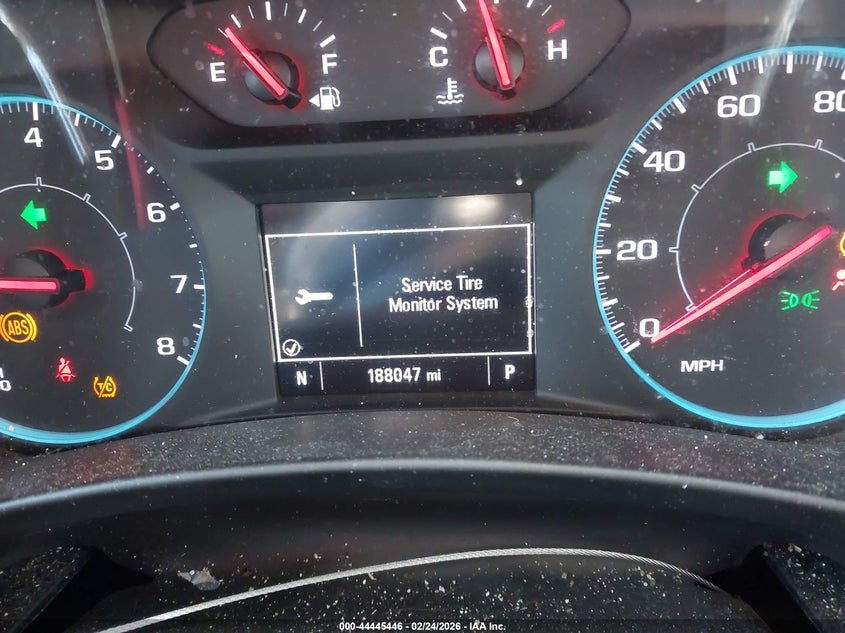 E
F
C
H
4
5
6
7
8
ABS
T/C
20
40
60
80
0
MPH
Service Tire
Monitor System
N
188047 mi
P
000-44445446 - 02/24/2026 - IAA Inc.